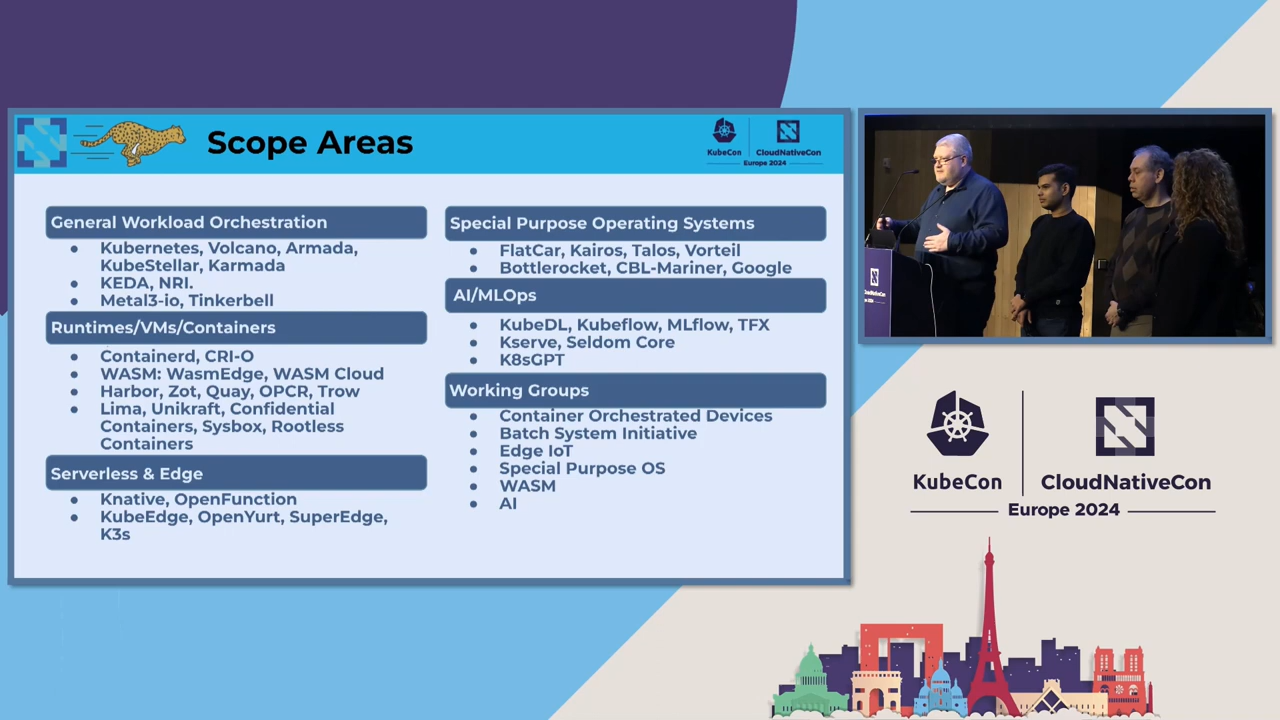 Scope Areas
KubeCon
CloudNativeCon
Europe 2024
General Workload Orchestration
Kubernetes, Volcano, Armada,
KubeStellar, Karmada
KEDA, NRI.
Metal3-io, Tinkerbell
Runtimes/VMs/Containers
Containerd, CRI-O
WASM: WasmEdge, WASM Cloud
Harbor, Zot, Quay, OPCR, Trow
Lima, Unikraft, Confidential
Containers, Sysbox, Rootless
Containers
Serverless & Edge
Knative, OpenFunction
KubeEdge, OpenYurt, SuperEdge,
K3s
Special Purpose Operating Systems
FlatCar, Kairos, Talos, Vorteil
Bottlerocket, CBL-Mariner, Google
AI/MLOps
KubeDL, Kubeflow, MLflow, TFX
Kserve, Seldom Core
K8sGPT
Working Groups
Container Orchestrated Devices
Batch System Initiative
Edge IoT
Special Purpose OS
WASM
AI
KubeCon
CloudNativeCon
Europe 2024